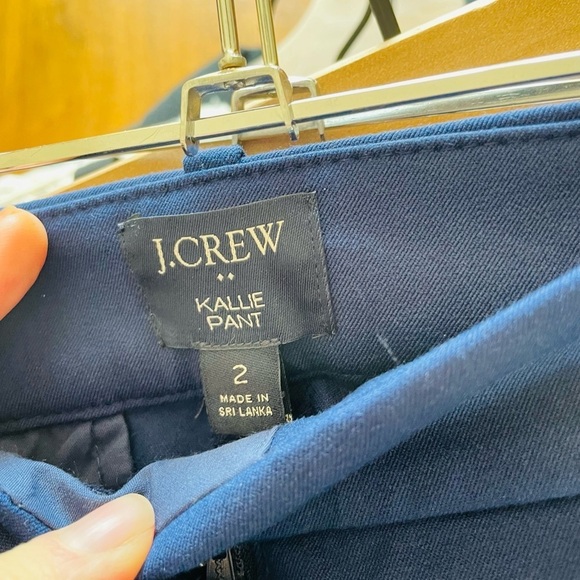 J.CREW
KALLIE
PANT
2
MADE IN
SRI LANKA